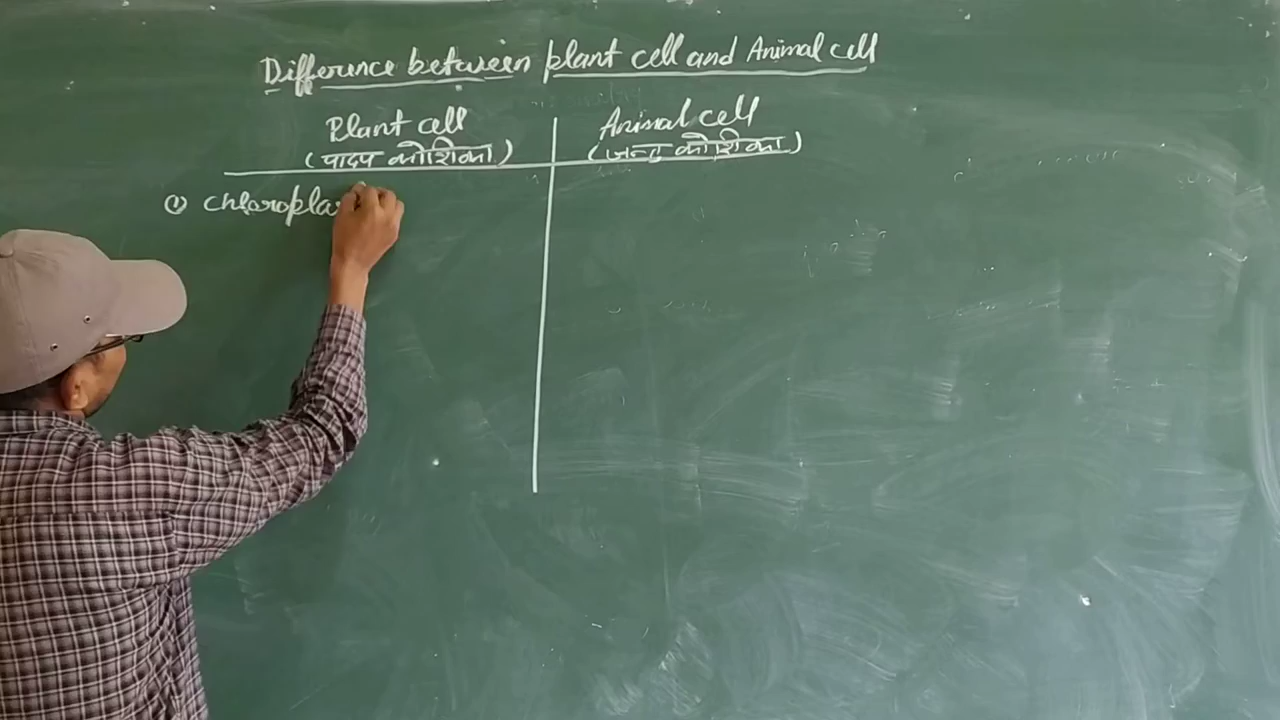 Difference between plant cell and Animal cell
Plant cell
(पादप कोशिका)
Animal cell
(जन्तु कोशिका)
① chloropla